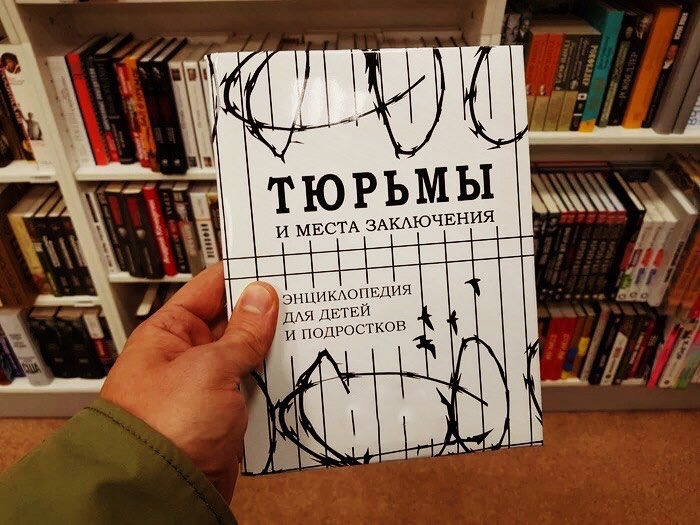 ТЮРЬМЫ
И МЕСТА ЗАКЛЮЧЕНИЯ
ЭНЦИКЛОПЕДИЯ
ДЛЯ ДЕТЕЙ
И ПОДРОСТКОВ